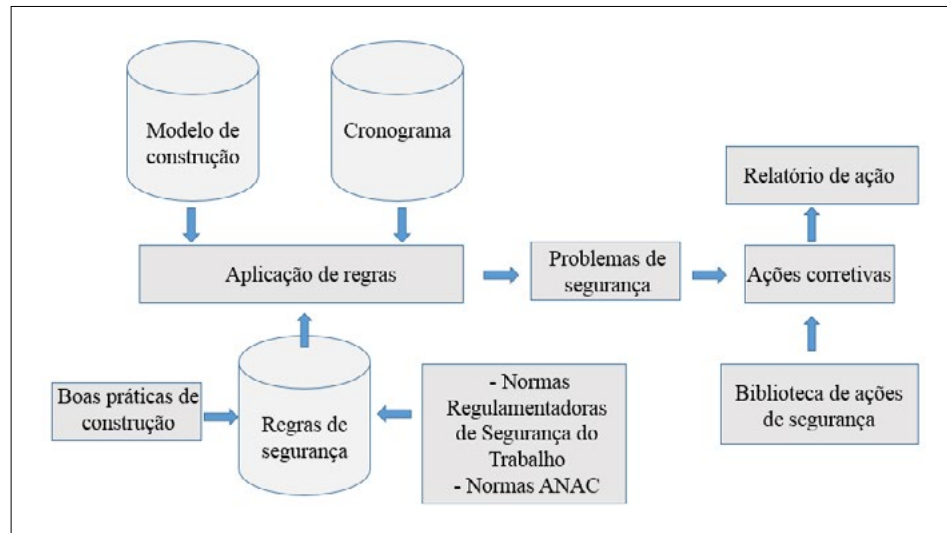 Modelo de
construção
Cronograma
Relatório de ação
Aplicação de regras
Problemas de
segurança
Ações corretivas
Boas práticas de
construção
Regras de
segurança
- Normas
Regulamentadoras
de Segurança do
Trabalho
- Normas ANAC
Biblioteca de ações
de segurança